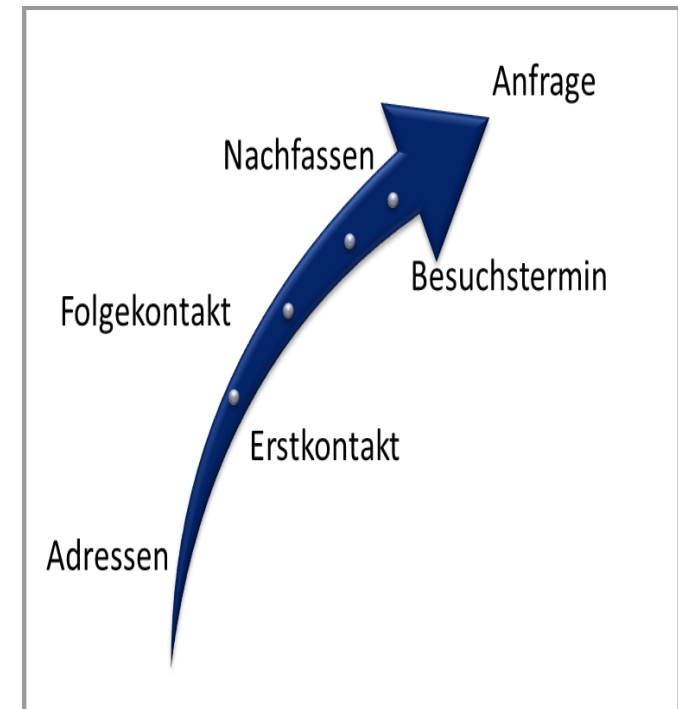 Anfrage
Nachfassen
Besuchstermin
Folgekontakt
Erstkontakt
Adressen